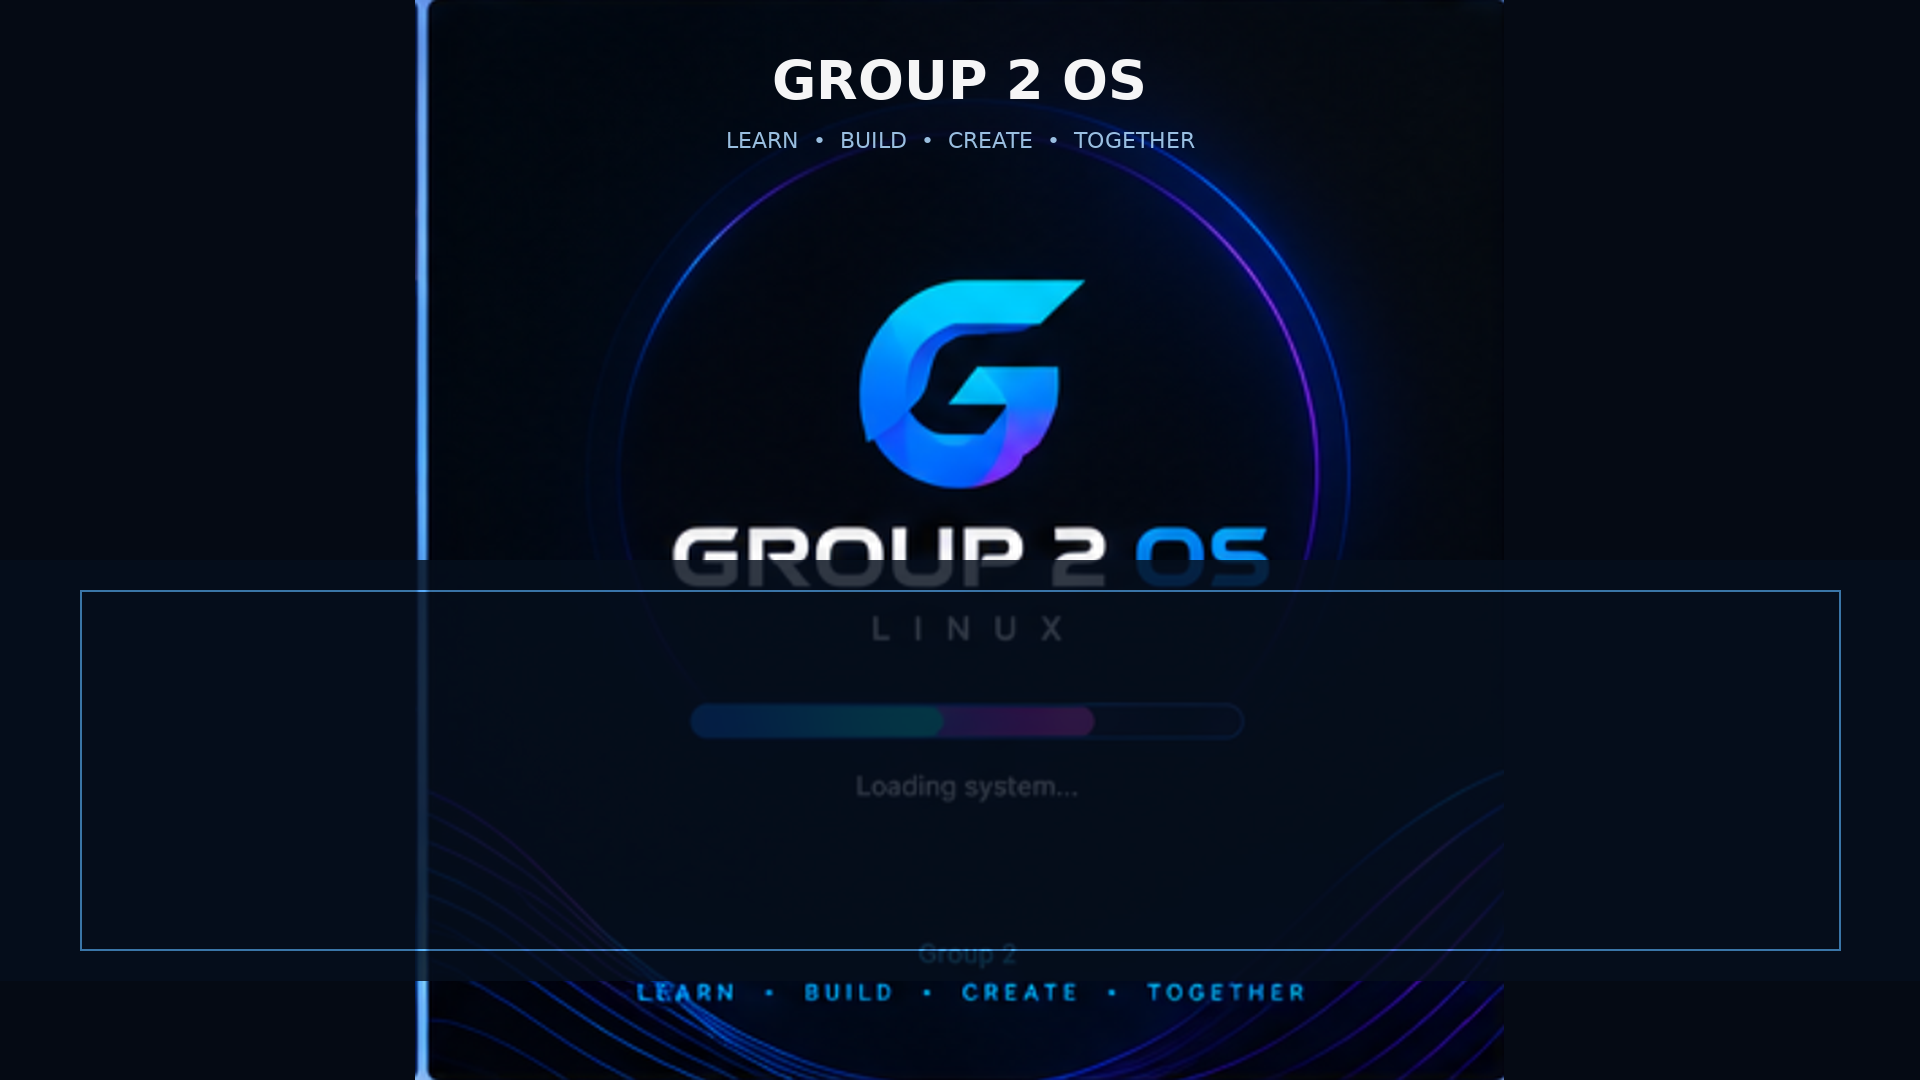 GROUP 2 OS
LEARN • BUILD • CREATE • TOGETHER
GROUP 2 OS
LINUX
Loading system...
Group 2
LEARN • BUILD • CREATE • TOGETHER